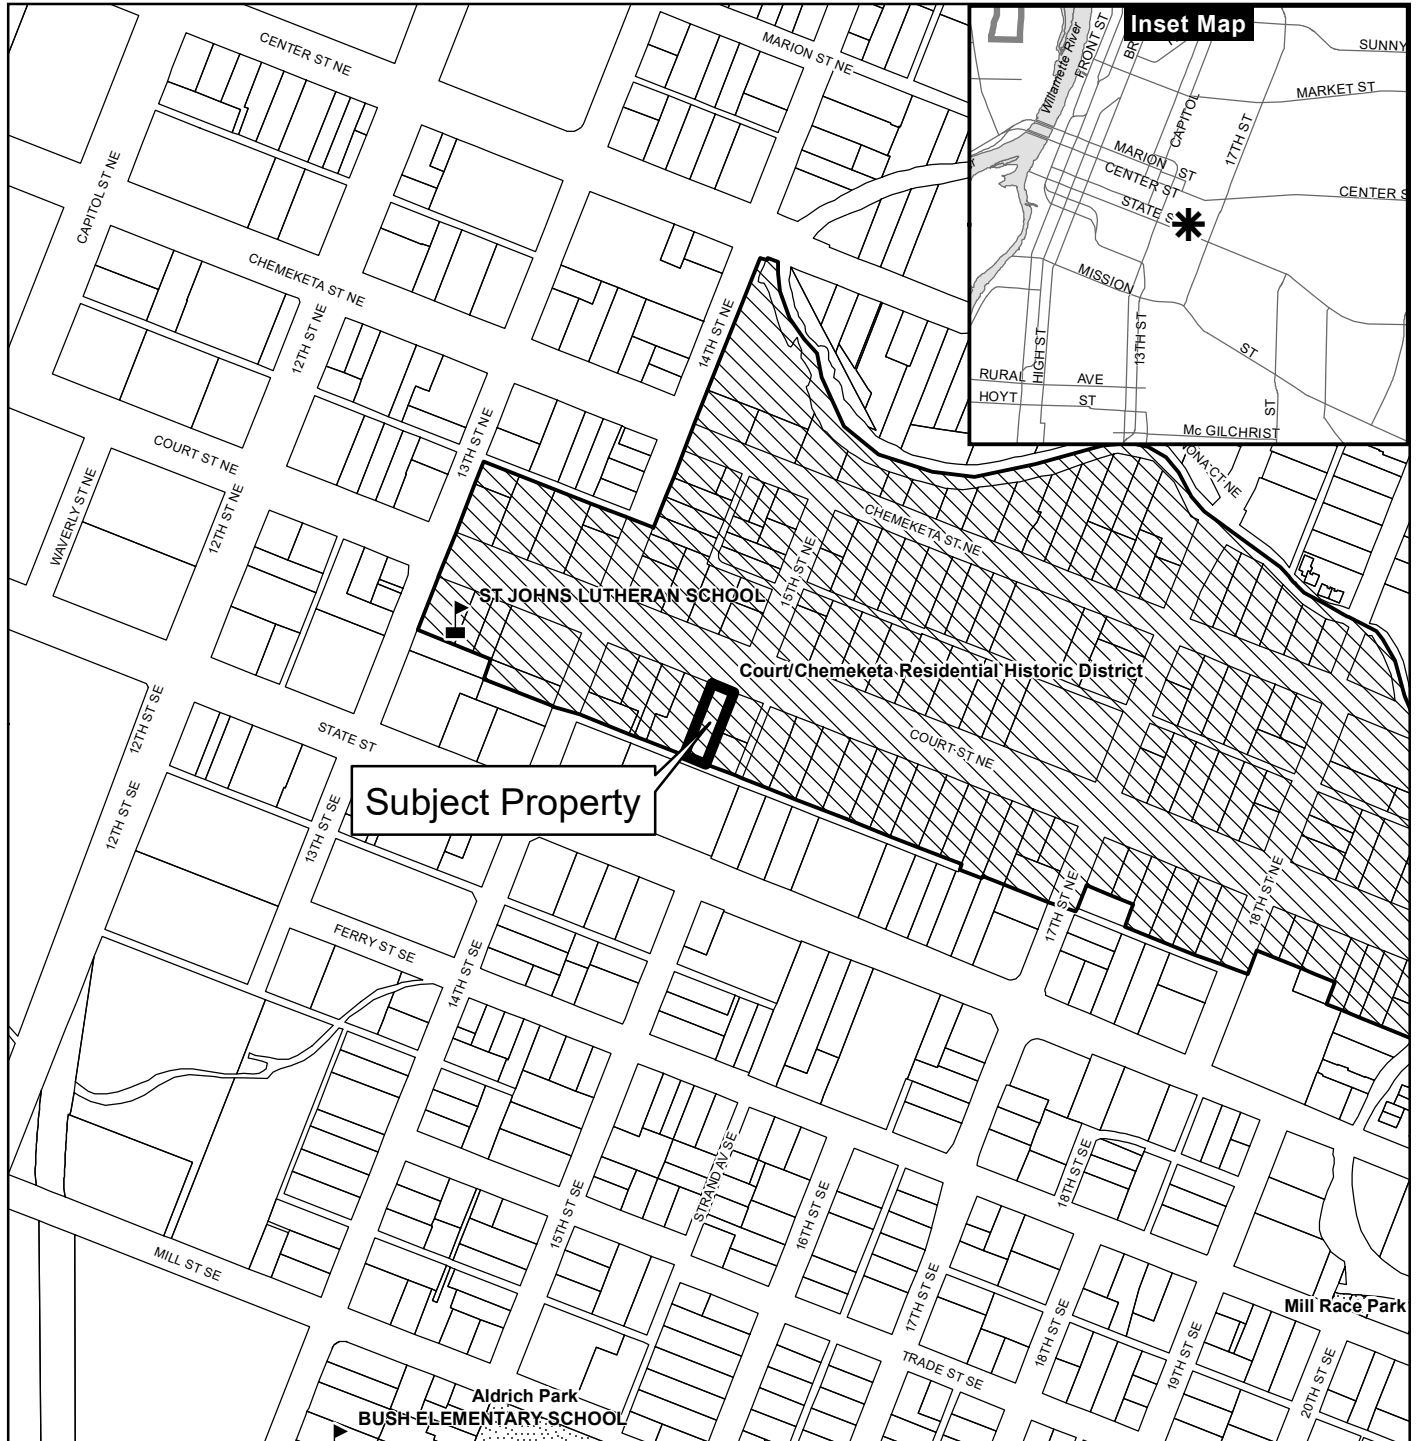 CENTER ST NE
MARION ST NE
CAPITOL ST NE
CHEMEKETA ST NE
12TH ST NE
14TH ST NE
COURT ST NE
13TH ST NE
WAVERLY ST NE
12TH ST NE
Inset Map
Willamette River
FRONT ST
SUNNY
MARKET ST
CAPITOL
17TH ST
MARION ST
CENTER ST
CENTER S
STATE S
MISSION
ST
HIGH ST
13TH ST
RURAL AVE
HOYT ST
ST
Mc GILCHRIST
CT NE
CHEMEKETA ST NE
15TH ST NE
ST JOHNS LUTHERAN SCHOOL
Court/Chemeketa Residential Historic District
COURT ST NE
12TH ST SE
STATE ST
Subject Property
12TH ST SE
13TH ST SE
17TH ST NE
18TH ST NE
FERRY ST SE
14TH ST SE
STRAND AV SE
18TH ST SE
15TH ST SE
16TH ST SE
MILL ST SE
17TH ST SE
Mill Race Park
18TH ST SE
19TH ST SE
TRADE ST SE
20TH ST SE
Aldrich Park
BUSH ELEMENTARY SCHOOL